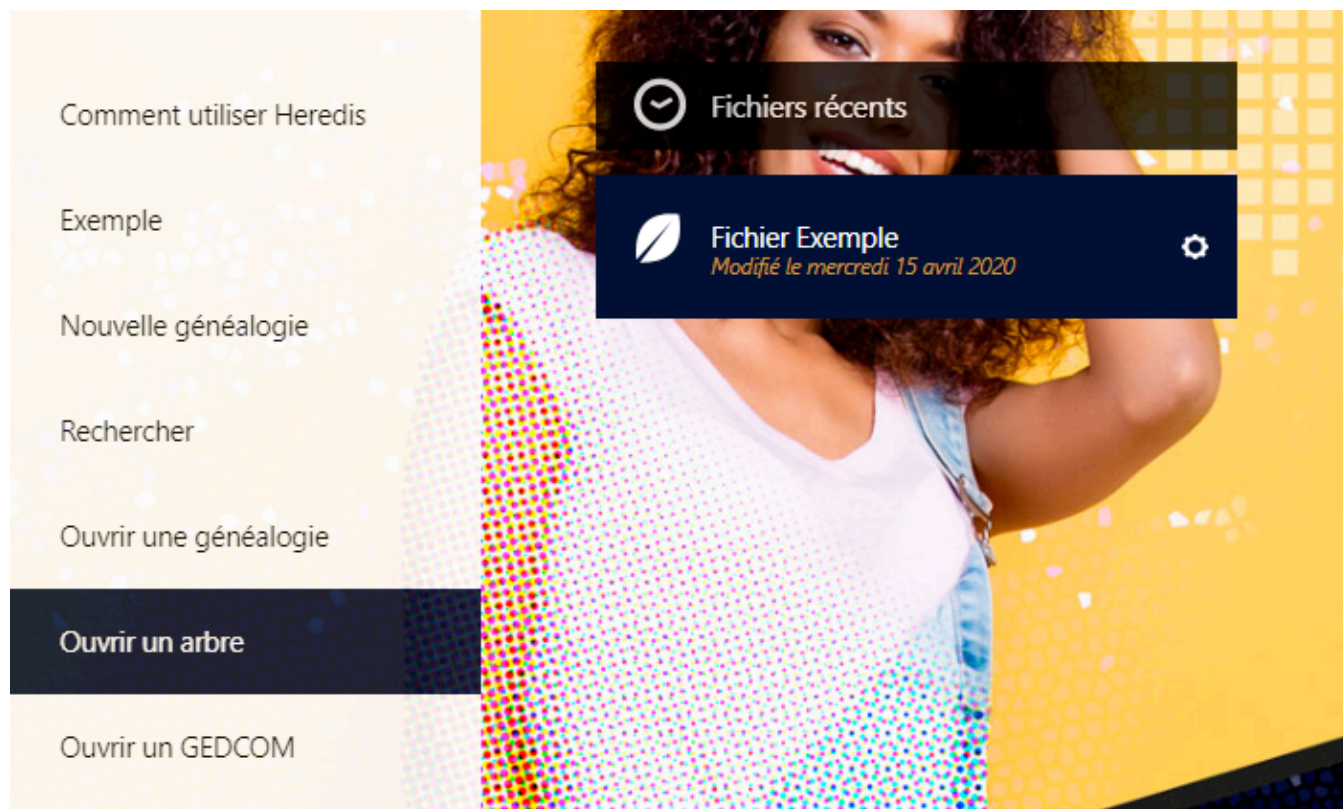 Comment utiliser Heredis
Exemple
Nouvelle généalogie
Rechercher
Ouvrir une généalogie
Ouvrir un arbre
Ouvrir un GEDCOM
Fichiers récents
Fichier Exemple
Modifié le mercredi 15 avril 2020